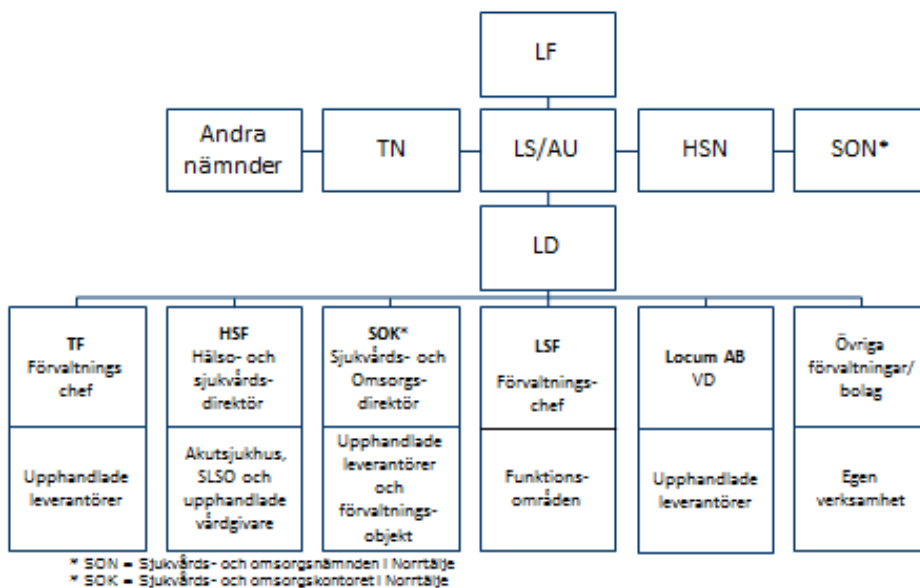 LF
Andra
nämnder
TN
LS/AU
HSN
SON*
LD
TF
Förvaltnings
chef
HSF
Hälso- och
sjukvårds-
direktör
SOK*
Sjukvårds- och
Omsorgs-
direktör
LSF
Förvaltnings-
chef
Locum AB
VD
Övriga
förvaltningar/
bolag
Upphandlade
leverantörer
Akutsjukhus,
SLSO och
upphandlade
vårdgivare
Upphandlade
leverantörer
och
förvaltnings-
objekt
Funktions-
områden
Upphandlade
leverantörer
Egen
verksamhet
* SON = Sjukvårds- och omsorgsnämnden i Norrtälje
* SOK = Sjukvårds- och omsorgskontoret i Norrtälje